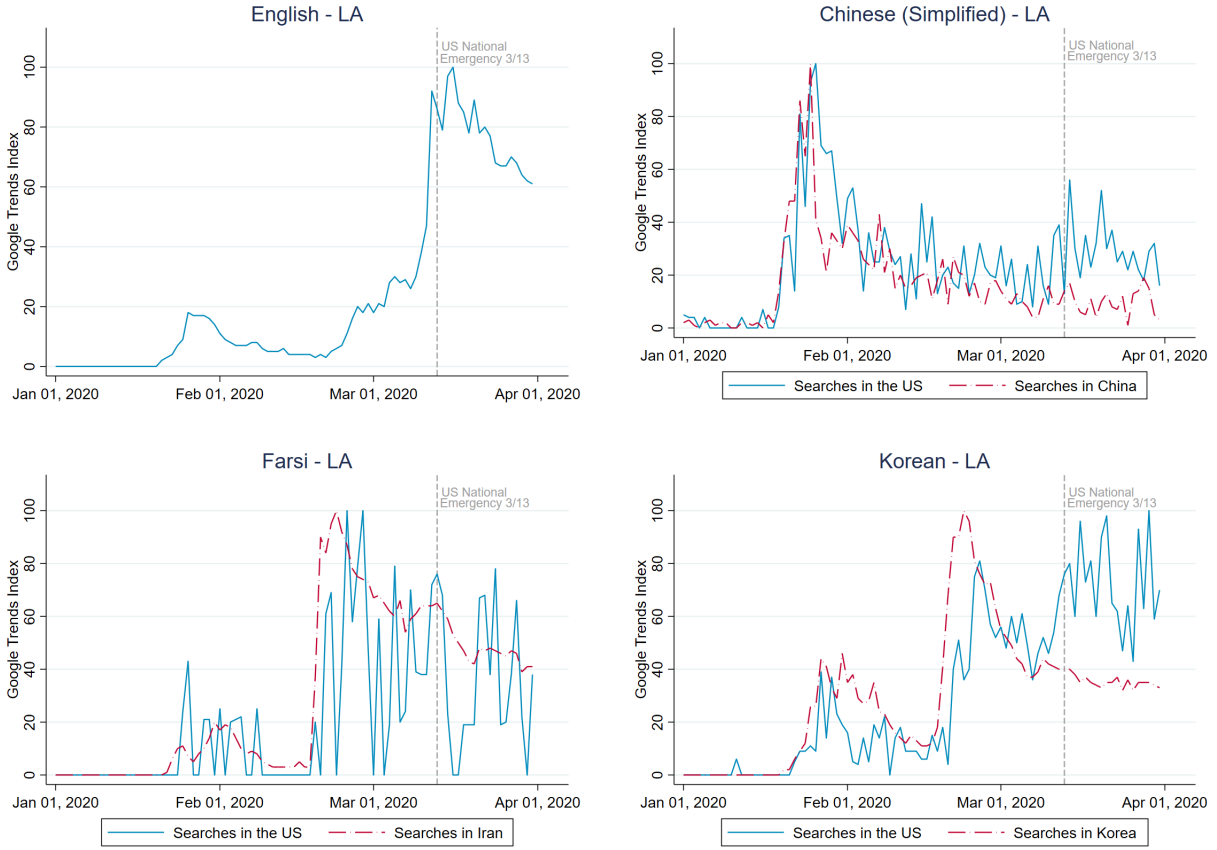 English - LA
Google Trends Index
0
20
40
60
80
100
US National
Emergency 3/13
Jan 01, 2020
Feb 01, 2020
Mar 01, 2020
Apr 01, 2020
Chinese (Simplified) - LA
Google Trends Index
0
20
40
60
80
100
US National
Emergency 3/13
Jan 01, 2020
Feb 01, 2020
Mar 01, 2020
Apr 01, 2020
Searches in the US
Searches in China
Farsi - LA
Google Trends Index
0
20
40
60
80
100
US National
Emergency 3/13
Jan 01, 2020
Feb 01, 2020
Mar 01, 2020
Apr 01, 2020
Searches in the US
Searches in Iran
Korean - LA
Google Trends Index
0
20
40
60
80
100
US National
Emergency 3/13
Jan 01, 2020
Feb 01, 2020
Mar 01, 2020
Apr 01, 2020
Searches in the US
Searches in Korea